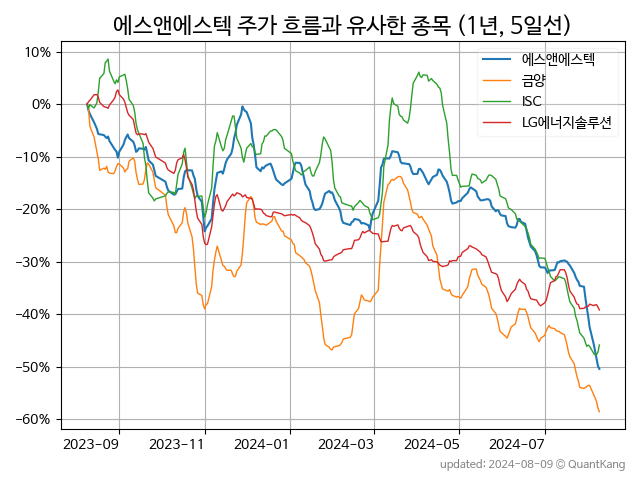 에스앤에스텍 주가 흐름과 유사한 종목 (1년, 5일선)
에스앤에스텍
금양
ISC
LG에너지솔루션
10%
0%
−10%
−20%
−30%
−40%
−50%
−60%
2023-09
2023-11
2024-01
2024-03
2024-05
2024-07
updated: 2024-08-09 © QuantKang